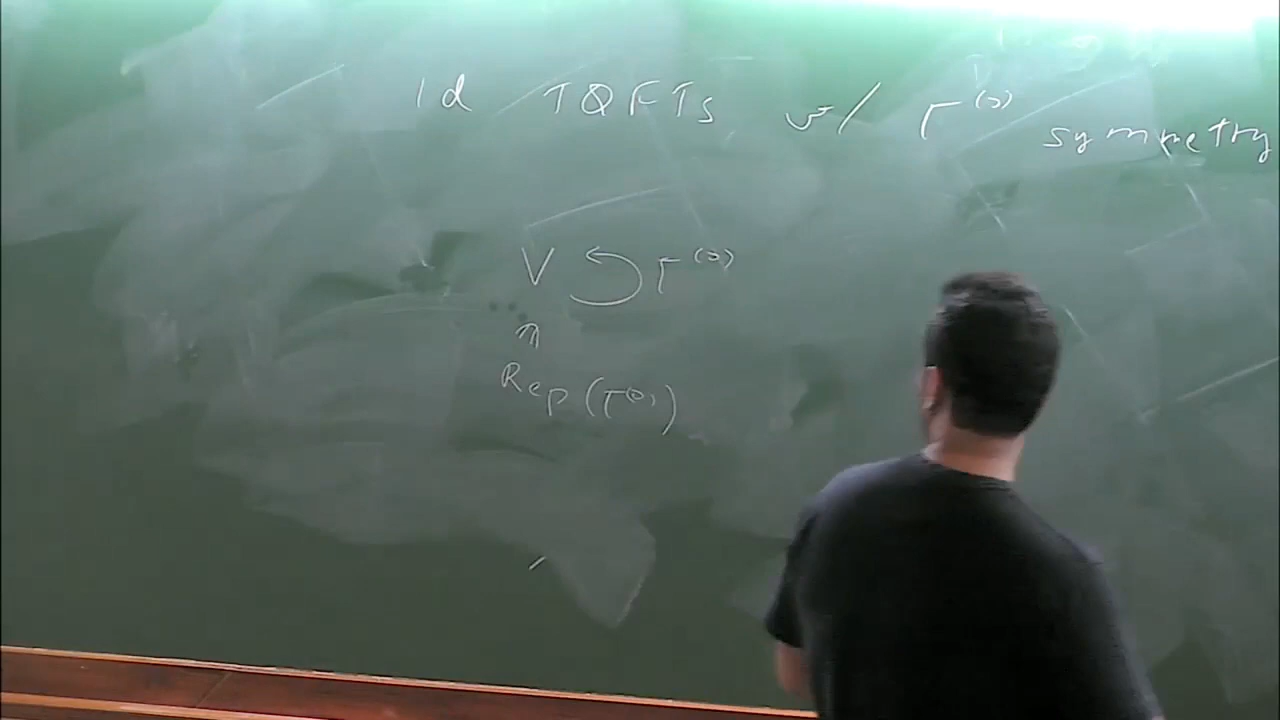 1d TQFTs w/ Γ^(0) symmetry
V ↺ Γ^(0)
⋔
Rep(Γ^(0))